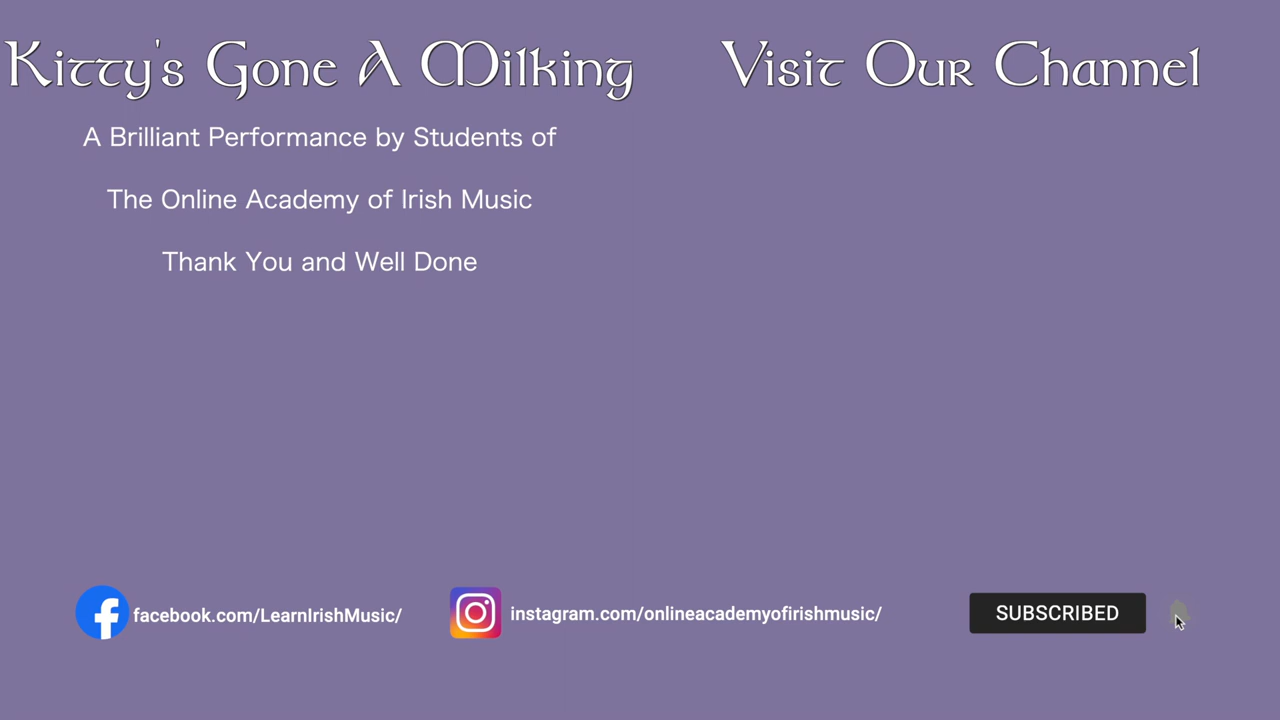 Kitty's Gone A Milking
Visit Our Channel
A Brilliant Performance by Students of
The Online Academy of Irish Music
Thank You and Well Done
facebook.com/LearnIrishMusic/
instagram.com/onlineacademyofirishmusic/
SUBSCRIBED